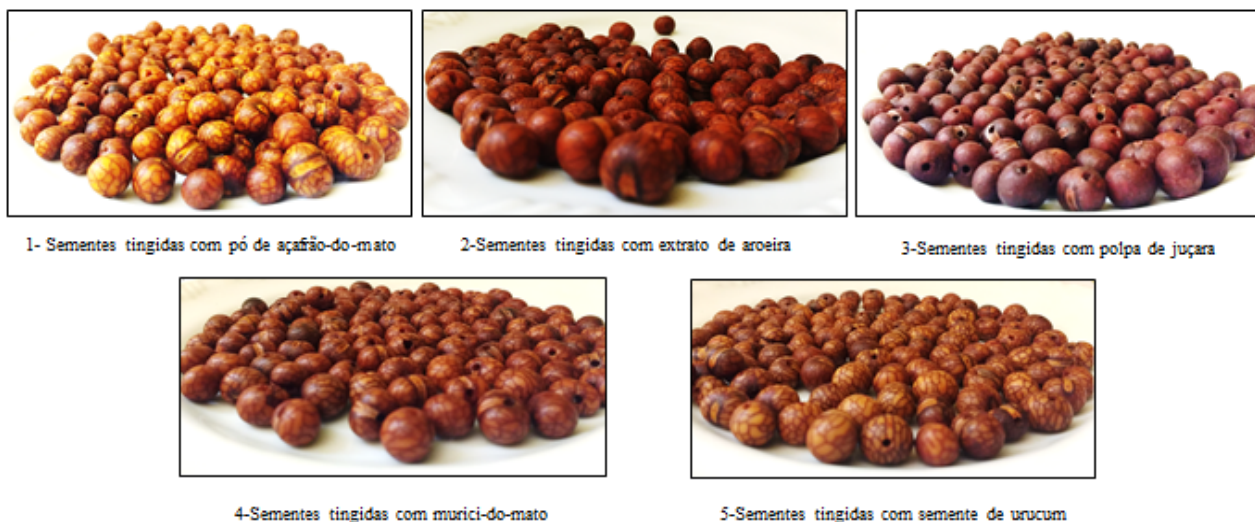 1- Sementes tingidas com pó de açafrão-do-mato
2-Sementes tingidas com extrato de aroeira
3-Sementes tingidas com polpa de juçara
4-Sementes tingidas com murici-do-mato
5-Sementes tingidas com semente de urucum